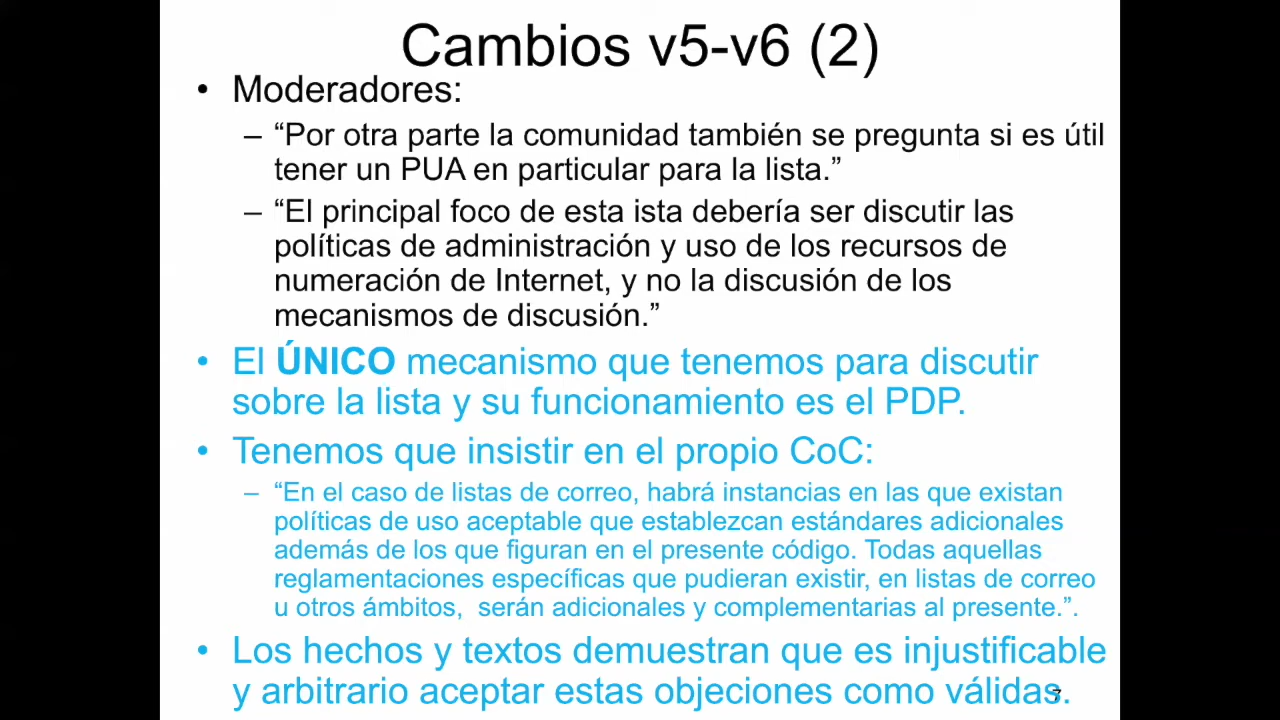 Cambios v5-v6 (2)
• Moderadores:
– “Por otra parte la comunidad también se pregunta si es útil
tener un PUA en particular para la lista.”
– “El principal foco de esta ista debería ser discutir las
políticas de administración y uso de los recursos de
numeración de Internet, y no la discusión de los
mecanismos de discusión.”
• El ÚNICO mecanismo que tenemos para discutir
sobre la lista y su funcionamiento es el PDP.
• Tenemos que insistir en el propio CoC:
– “En el caso de listas de correo, habrá instancias en las que existan
políticas de uso aceptable que establezcan estándares adicionales
además de los que figuran en el presente código. Todas aquellas
reglamentaciones específicas que pudieran existir, en listas de correo
u otros ámbitos,  serán adicionales y complementarias al presente.”.
• Los hechos y textos demuestran que es injustificable
y arbitrario aceptar estas objeciones como válidas.
7